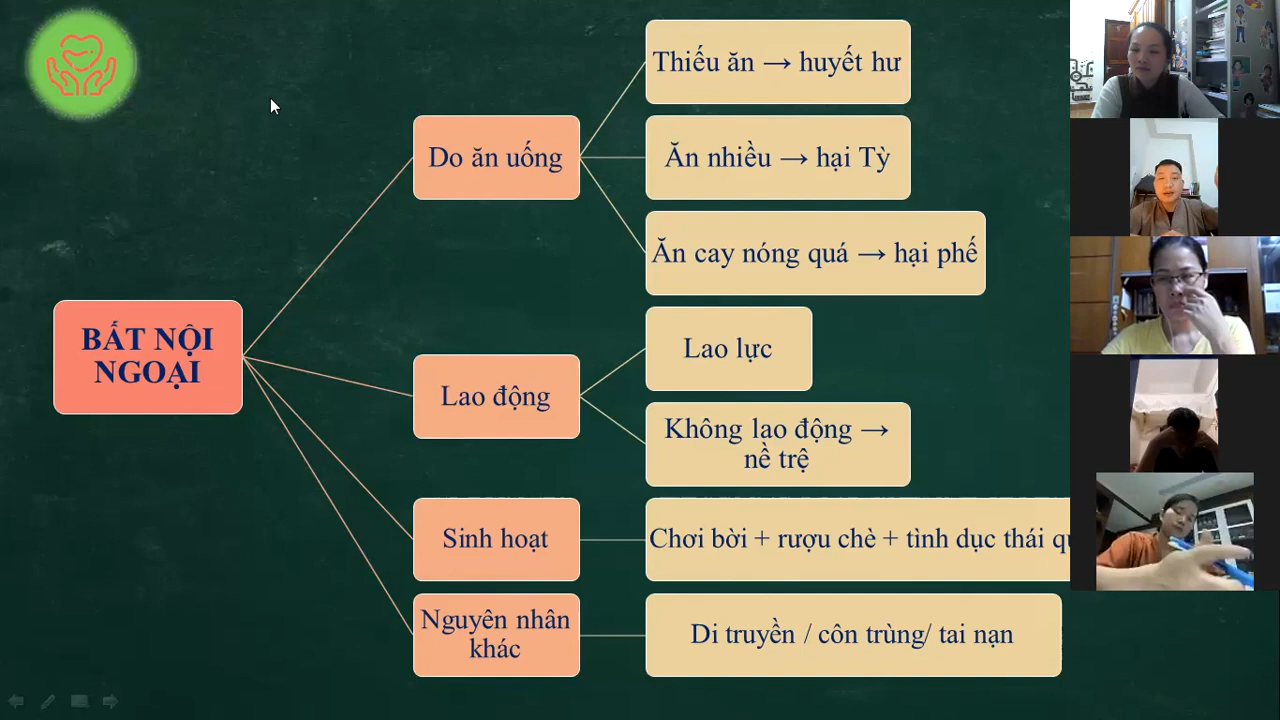 BẤT NỘI
NGOẠI
Do ăn uống
Thiếu ăn → huyết hư
Ăn nhiều → hại Tỳ
Ăn cay nóng quá → hại phế
Lao động
Lao lực
Không lao động →
nề trệ
Sinh hoạt
Chơi bời + rượu chè + tình dục thái
Nguyên nhân
khác
Di truyền / côn trùng/ tai nạn